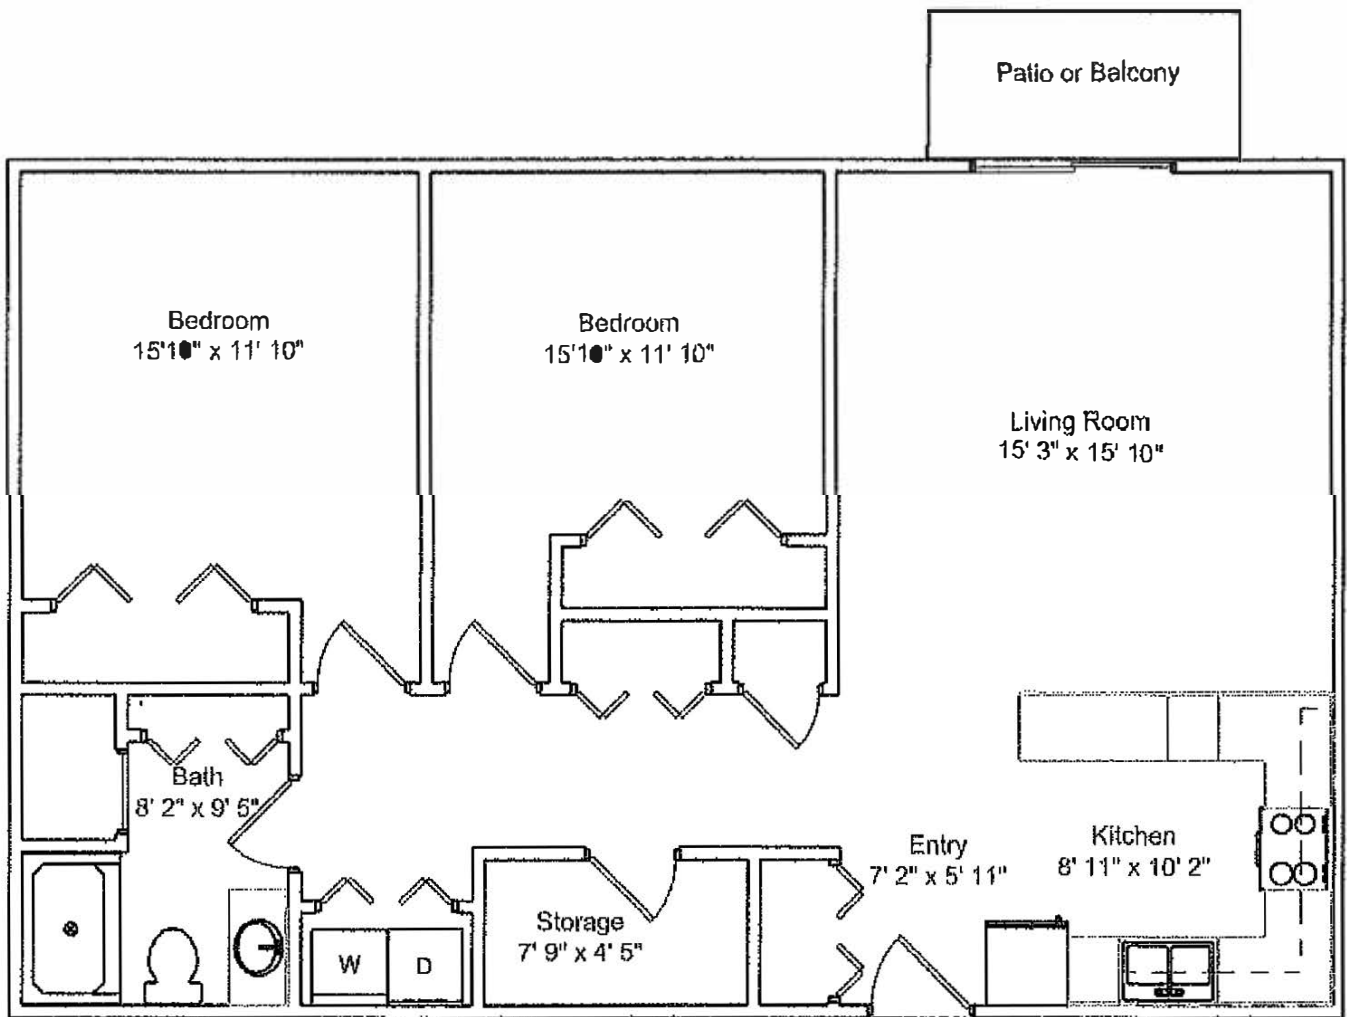 Patio or Balcony
Bedroom
15'10" x 11' 10"
Bedroom
15'10" x 11' 10"
Living Room
15' 3" x 15' 10"
Bath
8' 2" x 9' 5"
Entry
7' 2" x 5' 11"
Kitchen
8' 11" x 10' 2"
Storage
7' 9" x 4' 5"
W
D